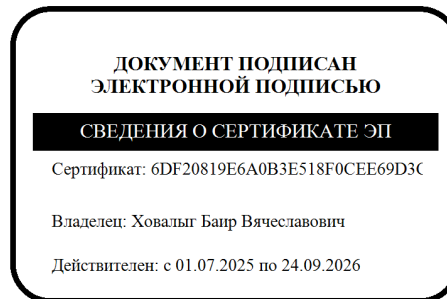 ДОКУМЕНТ ПОДПИСАН
ЭЛЕКТРОННОЙ ПОДПИСЬЮ
СВЕДЕНИЯ О СЕРТИФИКАТЕ ЭП
Сертификат: 6DF20819E6A0B3E518F0CEE69D3C
Владелец: Ховалыг Баир Вячеславович
Действителен: с 01.07.2025 по 24.09.2026